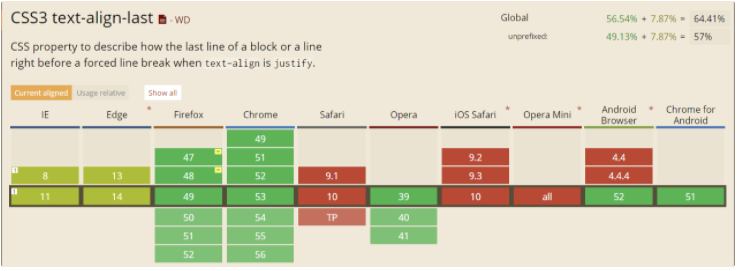 CSS3 text-align-last - WD
Global 56.54% + 7.87% = 64.41%
unprefixed: 49.13% + 7.87% = 57%
CSS property to describe how the last line of a block or a line
right before a forced line break when text-align is justify.
Current aligned Usage relative Show all
IE Edge * Firefox Chrome Safari Opera iOS Safari * Opera Mini * Android Browser * Chrome for Android
49
47 - 51 9.2 4.4
1 8 13 48 - 52 9.1 9.3 4.4.4
1 11 14 49 53 10 39 10 all 52 51
50 54 TP 40
51 55 41
52 56